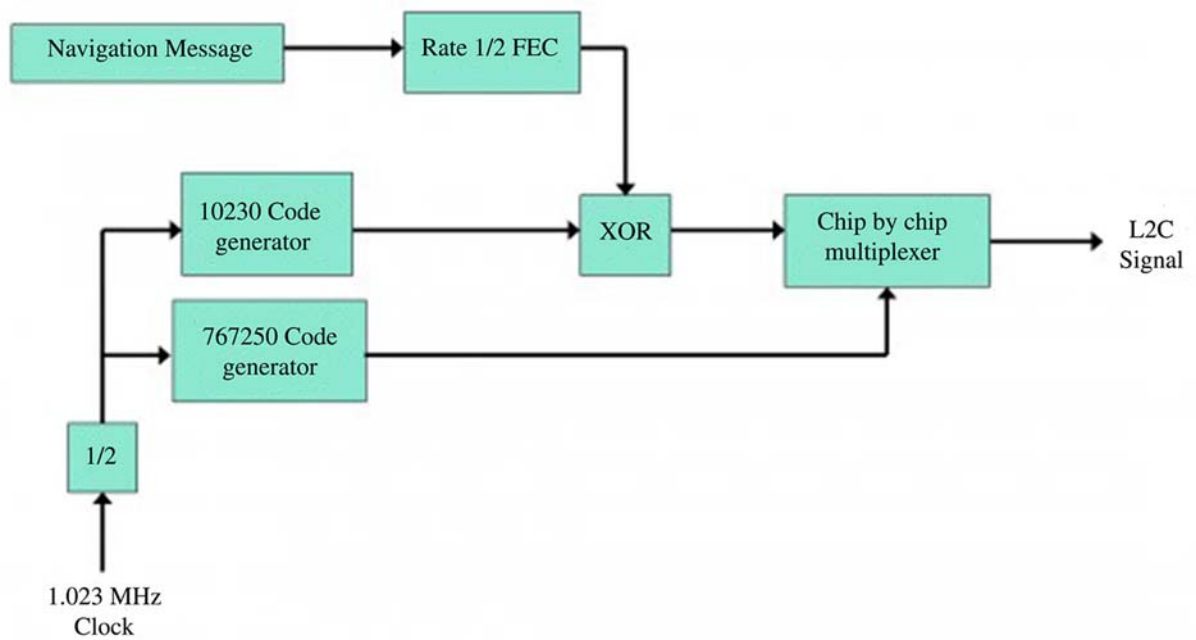 Navigation Message
Rate 1/2 FEC
10230 Code
generator
XOR
Chip by chip
multiplexer
L2C
Signal
767250 Code
generator
1/2
1.023 MHz
Clock